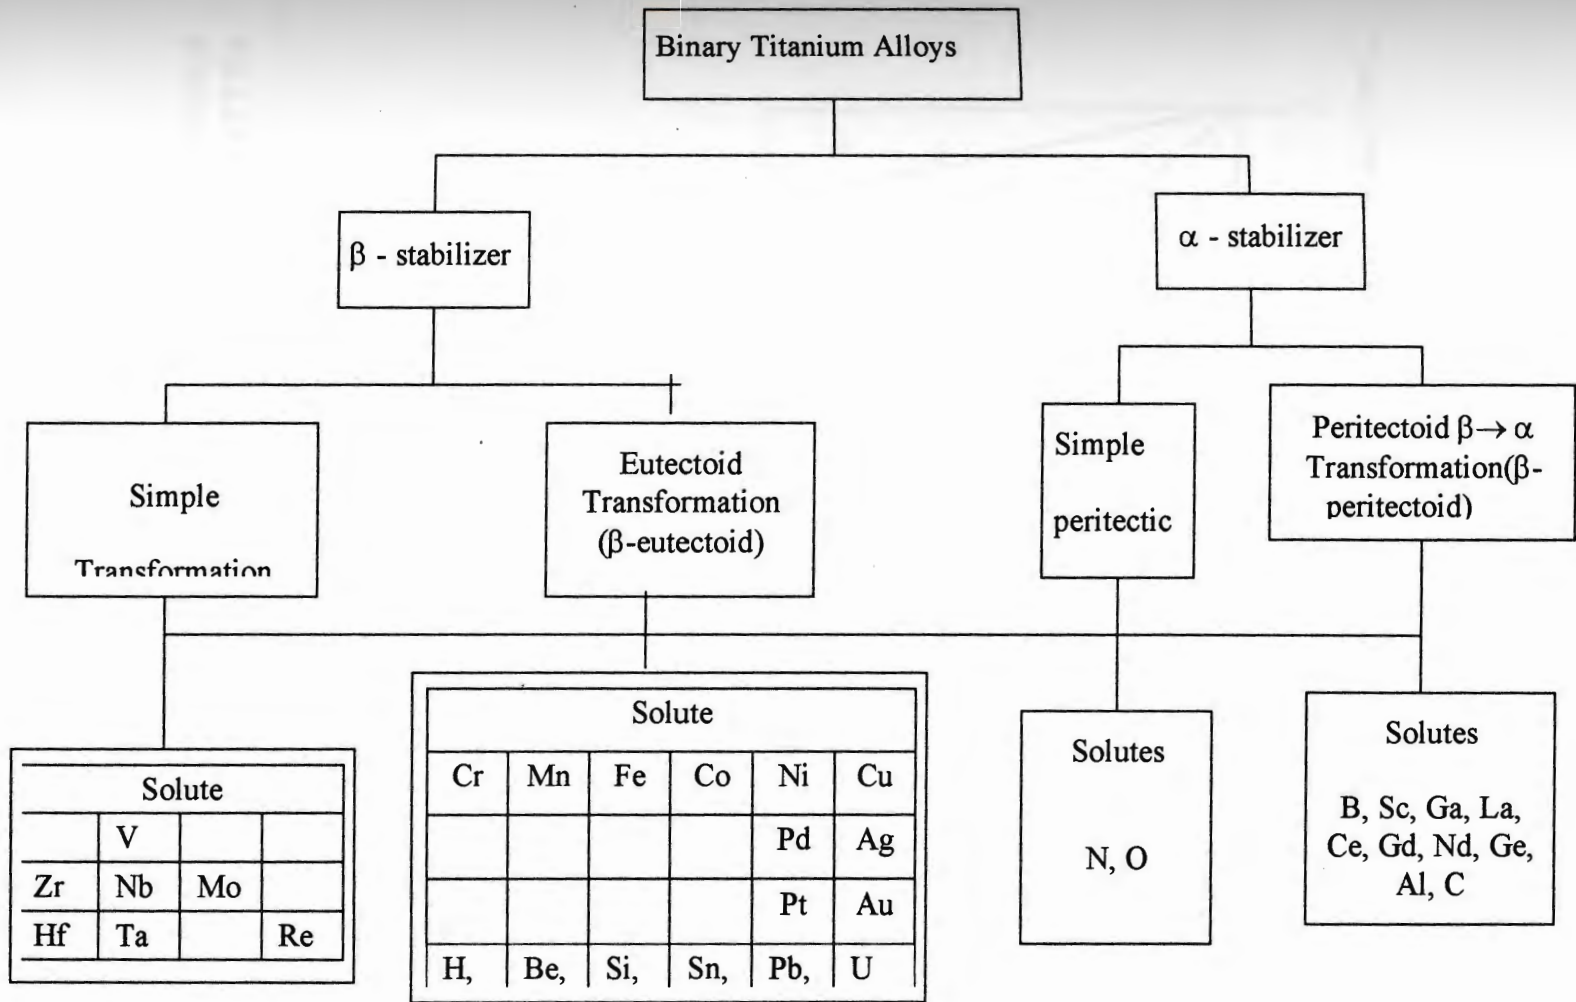 Binary Titanium Alloys
β - stabilizer
α - stabilizer
Simple
Transformation
Eutectoid
Transformation
(β-eutectoid)
Simple
peritectic
Peritectoid β→ α
Transformation(β-
peritectoid)
Solute
V
Zr Nb Mo
Hf Ta Re
Solute
Cr Mn Fe Co Ni Cu
Pd Ag
Pt Au
H, Be, Si, Sn, Pb, U
Solutes
N, O
Solutes
B, Sc, Ga, La,
Ce, Gd, Nd, Ge,
Al, C